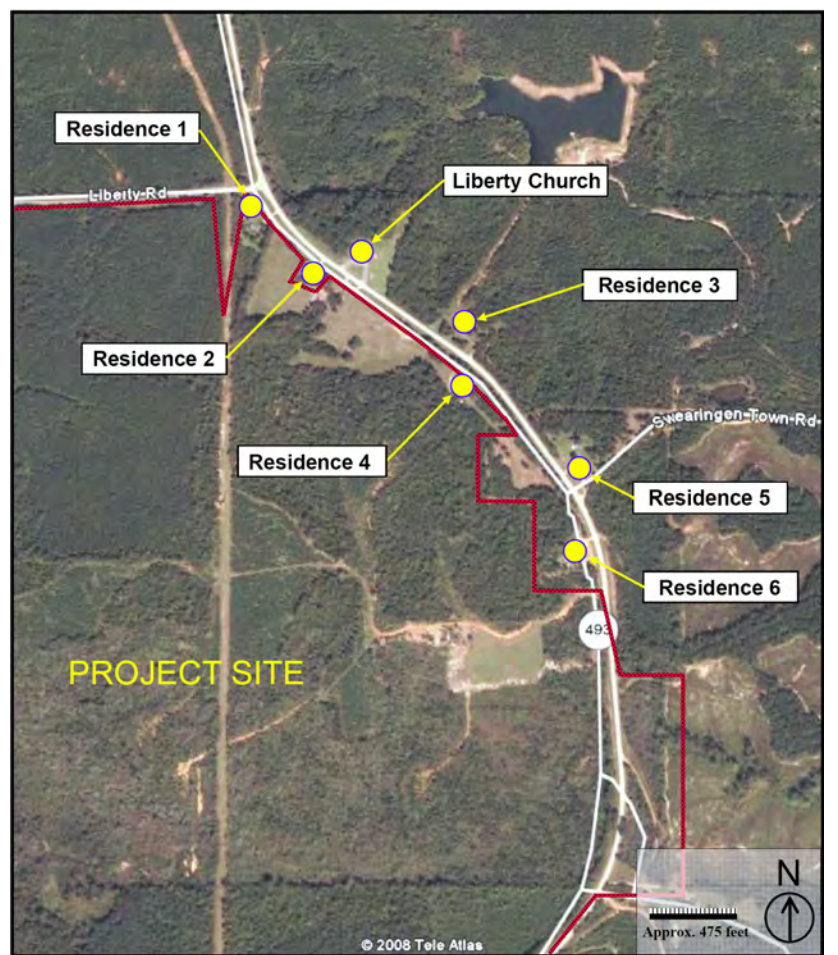 Residence 1
Liberty Rd
Liberty Church
Residence 3
Residence 2
Swearingen Town Rd
Residence 4
Residence 5
Residence 6
493
PROJECT SITE
N
Approx. 475 feet
© 2008 Tele Atlas